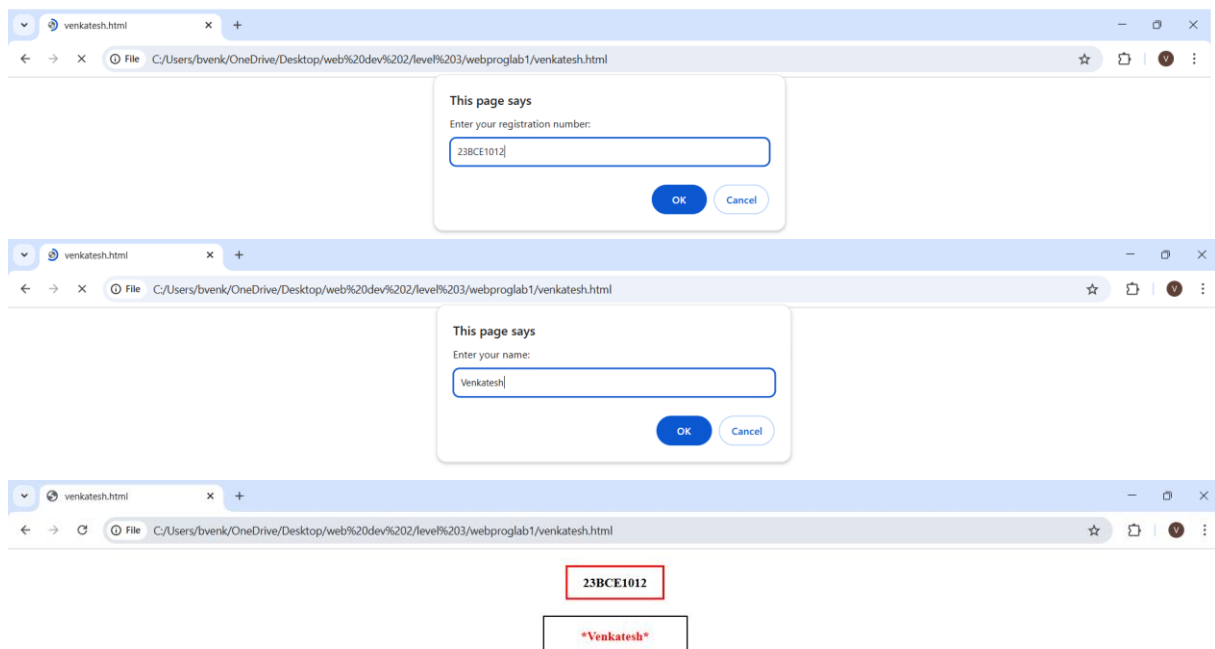 venkatesh.html
File C:/Users/bvenk/OneDrive/Desktop/web%20dev%202/level%203/webproglab1/venkatesh.html
V
This page says
Enter your registration number:
23BCE1012
OK Cancel
venkatesh.html
File C:/Users/bvenk/OneDrive/Desktop/web%20dev%202/level%203/webproglab1/venkatesh.html
V
This page says
Enter your name:
Venkatesh
OK Cancel
venkatesh.html
File C:/Users/bvenk/OneDrive/Desktop/web%20dev%202/level%203/webproglab1/venkatesh.html
V
23BCE1012
*Venkatesh*